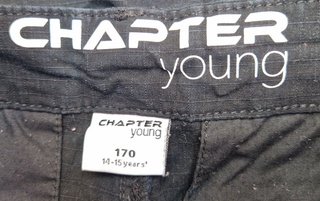 CHAPTER
young
CHAPTER
young
170
14-15 years'